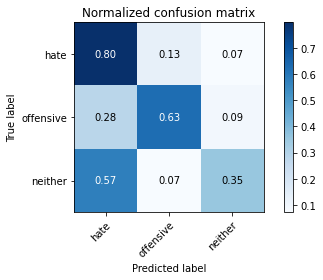 Normalized confusion matrix
True label
hate
0.80 0.13 0.07
offensive
0.28 0.63 0.09
neither
0.57 0.07 0.35
hate
offensive
neither
Predicted label
0.7
0.6
0.5
0.4
0.3
0.2
0.1